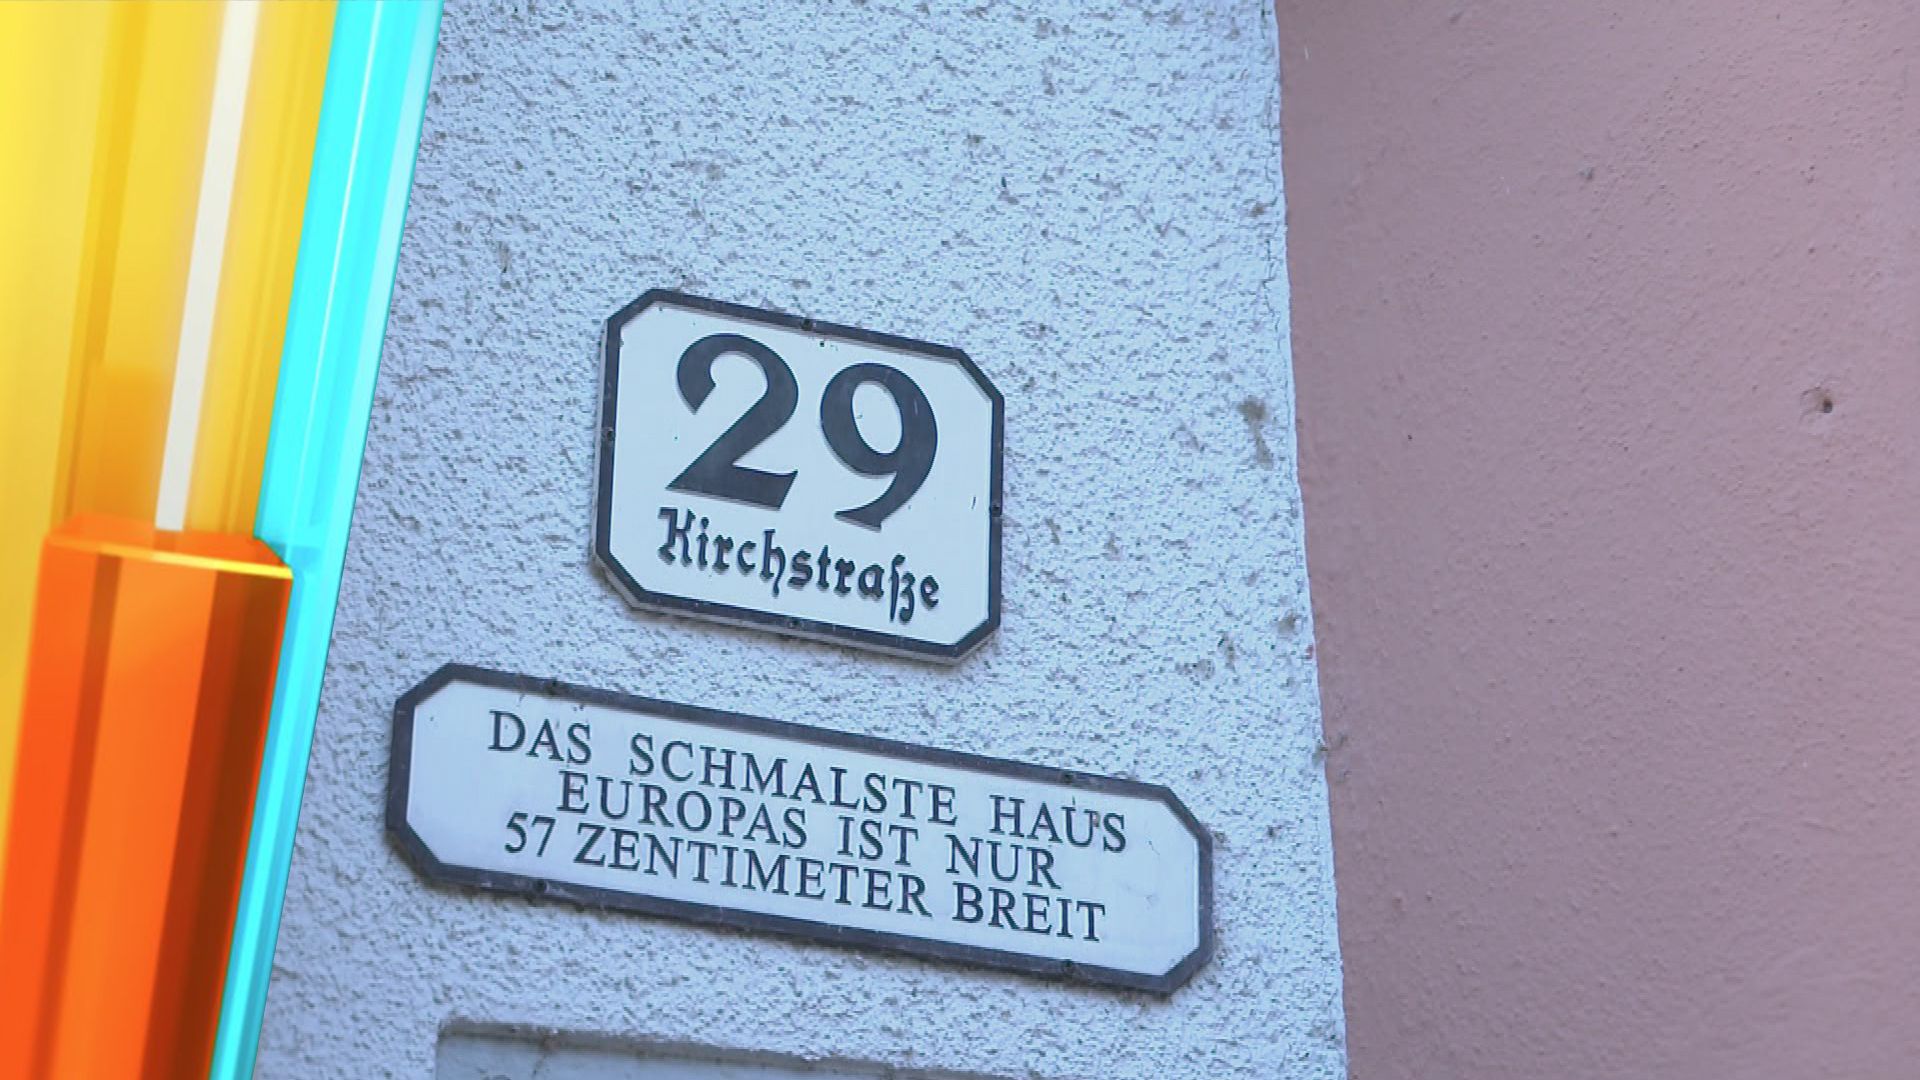 29
Kirchstraße
DAS SCHMALSTE HAUS
EUROPAS IST NUR
57 ZENTIMETER BREIT